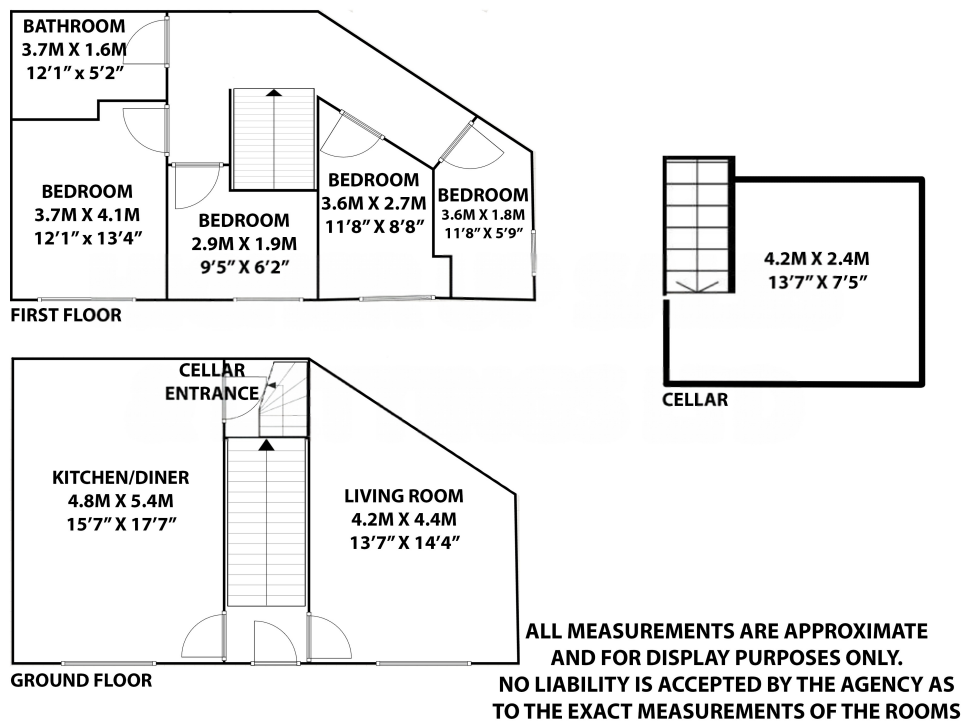 BATHROOM
3.7M X 1.6M
12'1" x 5'2"
BEDROOM
3.7M X 4.1M
12'1" x 13'4"
BEDROOM
2.9M X 1.9M
9'5" X 6'2"
BEDROOM
3.6M X 2.7M
11'8" X 8'8"
BEDROOM
3.6M X 1.8M
11'8" X 5'9"
FIRST FLOOR
4.2M X 2.4M
13'7" X 7'5"
CELLAR
CELLAR
ENTRANCE
KITCHEN/DINER
4.8M X 5.4M
15'7" X 17'7"
LIVING ROOM
4.2M X 4.4M
13'7" X 14'4"
GROUND FLOOR
ALL MEASUREMENTS ARE APPROXIMATE
AND FOR DISPLAY PURPOSES ONLY.
NO LIABILITY IS ACCEPTED BY THE AGENCY AS
TO THE EXACT MEASUREMENTS OF THE ROOMS